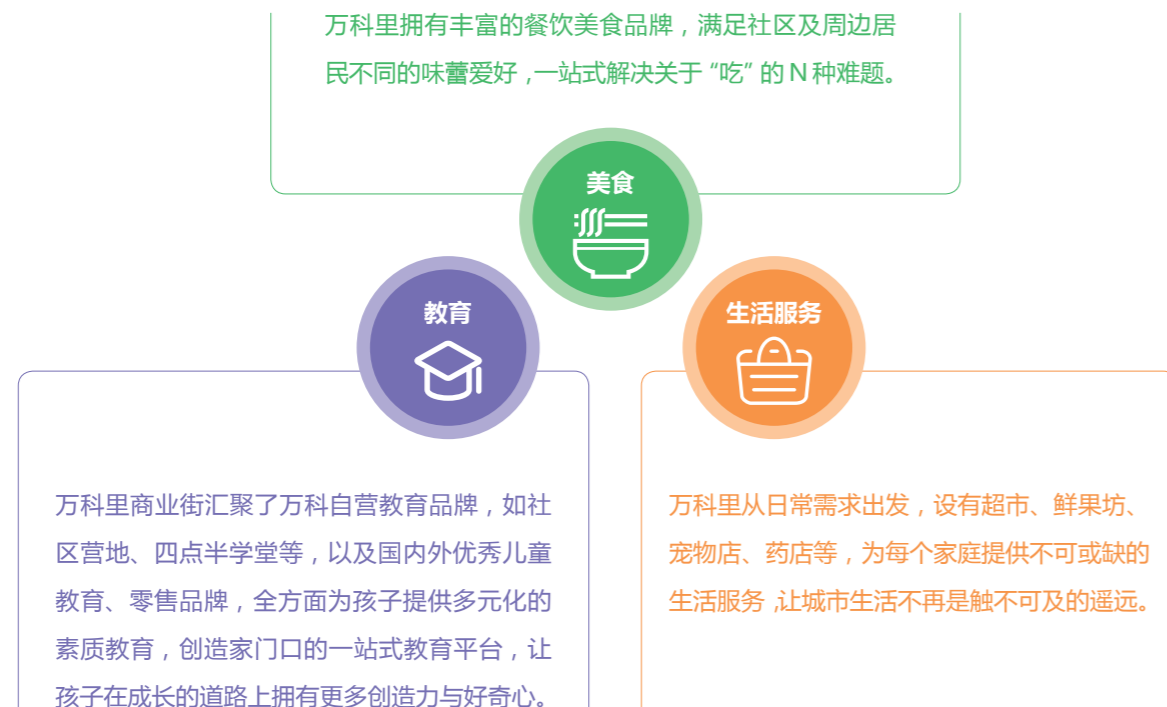 万科里拥有丰富的餐饮美食品牌，满足社区及周边居
民不同的味蕾爱好，一站式解决关于“吃”的N种难题。
美食
教育
万科里商业街汇聚了万科自营教育品牌，如社
区营地、四点半学堂等，以及国内外优秀儿童
教育、零售品牌，全方面为孩子提供多元化的
素质教育，创造家门口的一站式教育平台，让
孩子在成长的道路上拥有更多创造力与好奇心。
生活服务
万科里从日常需求出发，设有超市、鲜果坊、
宠物店、药店等，为每个家庭提供不可或缺的
生活服务，让城市生活不再是触不可及的遥远。